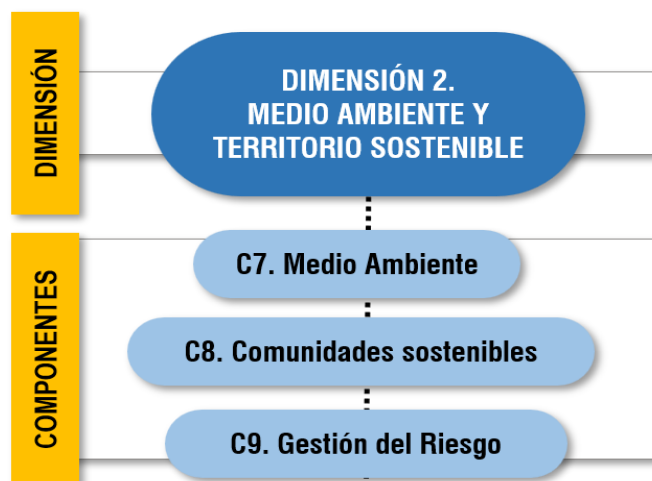 DIMENSIÓN
DIMENSIÓN 2.
MEDIO AMBIENTE Y
TERRITORIO SOSTENIBLE
COMPONENTES
C7. Medio Ambiente
C8. Comunidades sostenibles
C9. Gestión del Riesgo